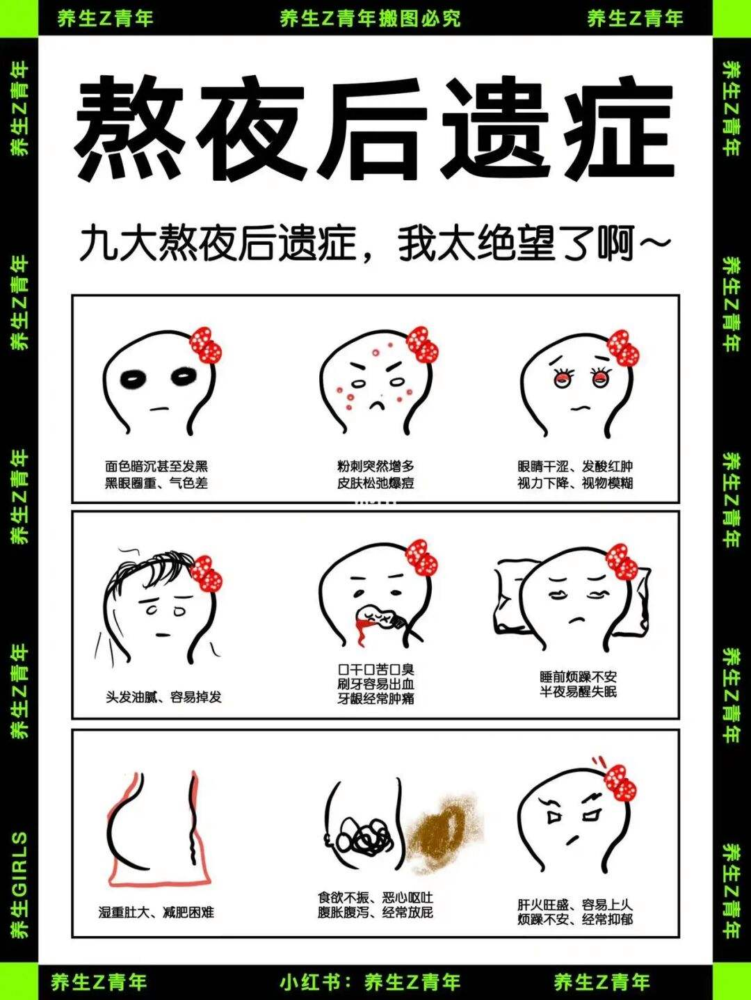 养生Z青年
养生Z青年搬图必究
养生Z青年
熬夜后遗症
九大熬夜后遗症，我太绝望了啊～
面色暗沉甚至发黑
黑眼圈重、气色差
粉刺突然增多
皮肤松弛爆痘
眼睛干涩、发酸红肿
视力下降、视物模糊
头发油腻、容易掉发
口干口苦口臭
刷牙容易出血
牙龈经常肿痛
睡前烦躁不安
半夜易醒失眠
湿重肚大、减肥困难
食欲不振、恶心呕吐
腹胀腹泻、经常放屁
肝火旺盛、容易上火
烦躁不安、经常抑郁
养生Z青年
养生Z青年
养生Z青年
养生Z青年
养生GIRLS
养生Z青年
养生Z青年
养生Z青年
养生Z青年
养生Z青年
养生Z青年
小红书：养生Z青年
养生Z青年